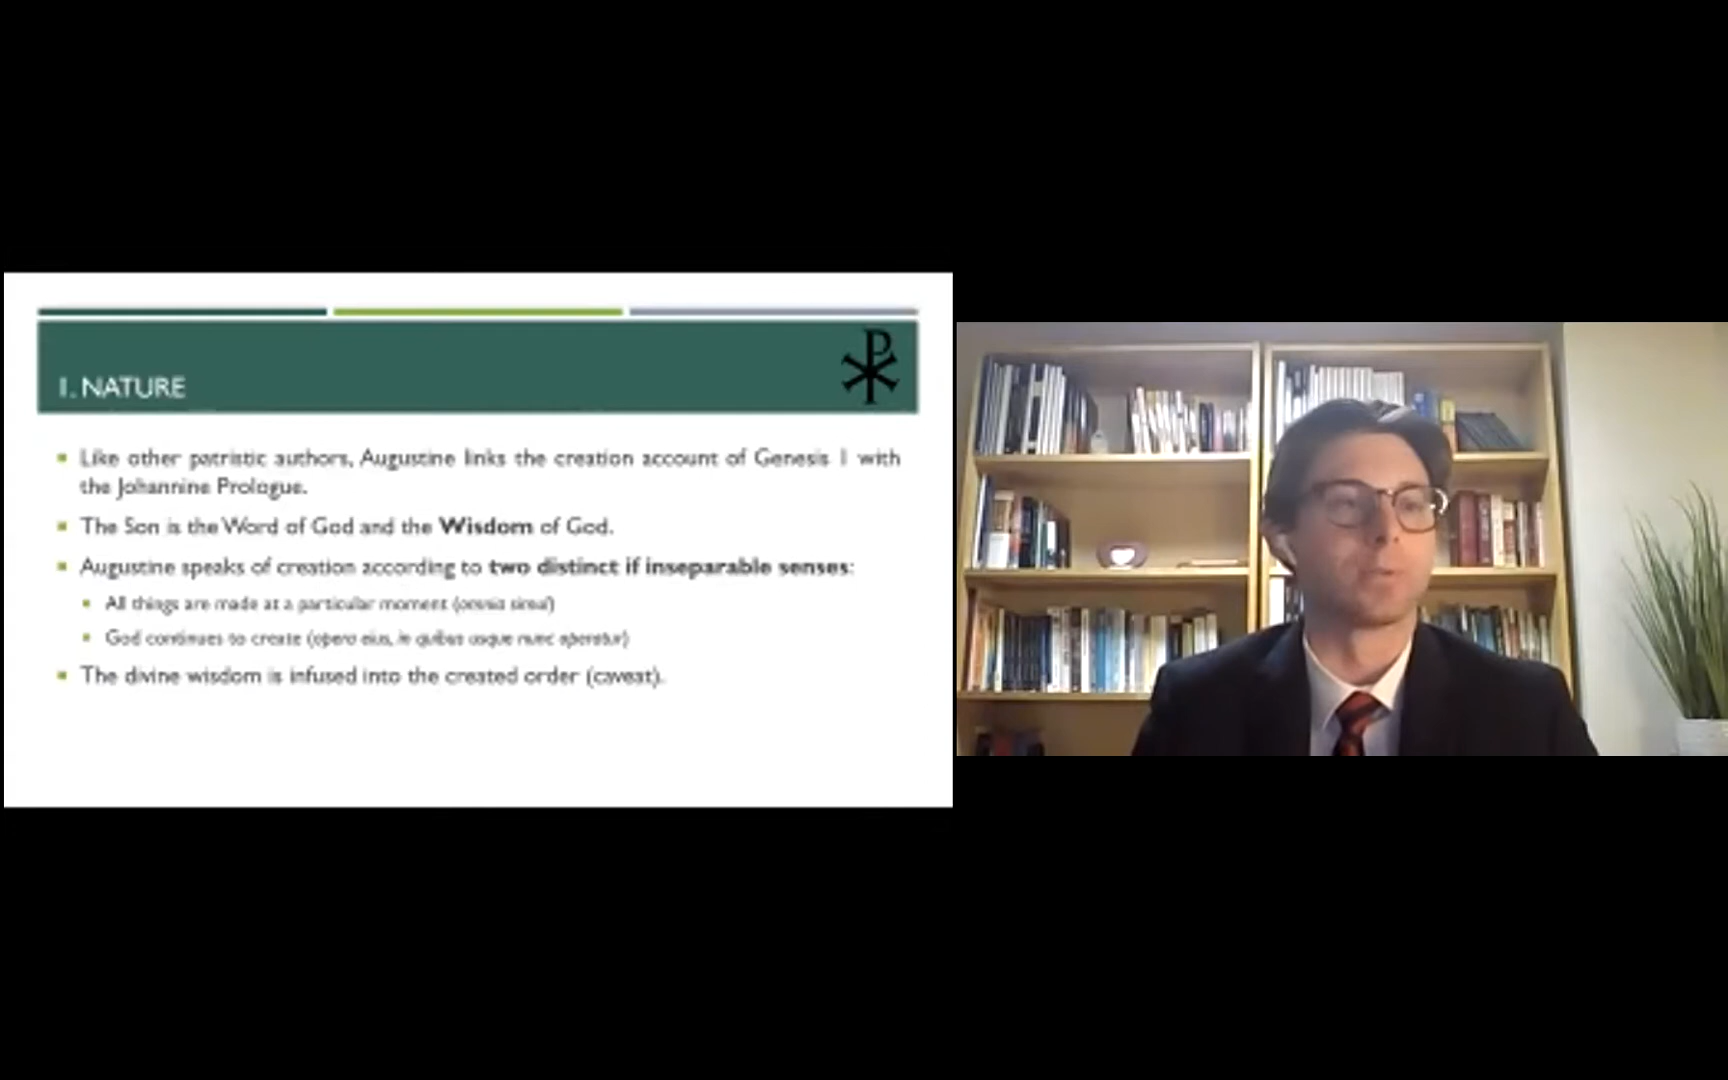 1. NATURE
Like other patristic authors, Augustine links the creation account of Genesis 1 with
the Johannine Prologue.
The Son is the Word of God and the Wisdom of God.
Augustine speaks of creation according to two distinct if inseparable senses:
All things are made at a particular moment (omnia simul)
God continues to create (opera eius, in quibus usque nunc operatur)
The divine wisdom is infused into the created order (caveat).